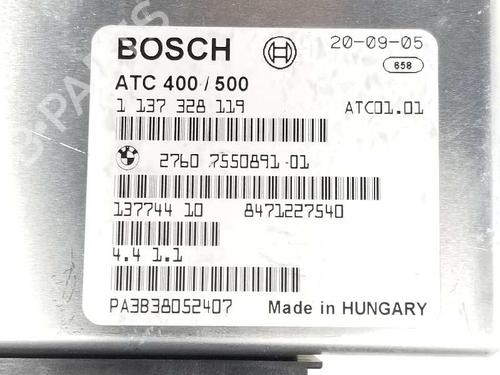 BOSCH 20-09-05
658
ATC 400 / 500
1 137 328 119 ATC01.01
2760 7550891-01
137744 10 8471227540
4.4 1.1
PA3B38052407 Made in HUNGARY